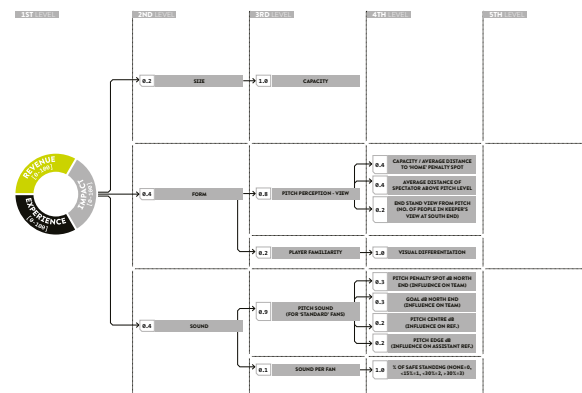 1ST LEVEL
2ND LEVEL
3RD LEVEL
4TH LEVEL
5TH LEVEL
REVENUE
[0-100]
IMPACT
[0-100]
EXPERIENCE
[0-100]
0.2 SIZE
1.0 CAPACITY
0.4 FORM
0.8 PITCH PERCEPTION - VIEW
0.4 CAPACITY / AVERAGE DISTANCE
TO 'HOME' PENALTY SPOT
0.4 AVERAGE DISTANCE OF
SPECTATOR ABOVE PITCH LEVEL
0.2 END STAND VIEW FROM PITCH
(NO. OF PEOPLE IN KEEPER'S
VIEW AT SOUTH END)
0.2 PLAYER FAMILIARITY
1.0 VISUAL DIFFERENTIATION
0.4 SOUND
0.9 PITCH SOUND
(FOR 'STANDARD' FANS)
0.3 PITCH PENALTY SPOT dB NORTH
END (INFLUENCE ON TEAM)
0.3 GOAL dB NORTH END
(INFLUENCE ON TEAM)
0.2 PITCH CENTRE dB
(INFLUENCE ON REF.)
0.2 PITCH EDGE dB
(INFLUENCE ON ASSISTANT REF.)
0.1 SOUND PER FAN
1.0 % OF SAFE STANDING (NONE=0,
<15%=1, <30%=2, >30%=3)